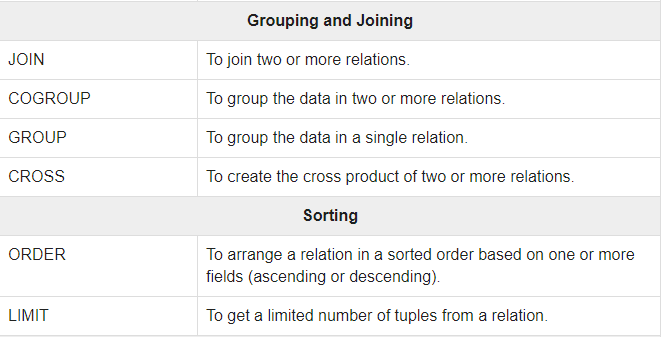 Grouping and Joining
JOIN To join two or more relations.
COGROUP To group the data in two or more relations.
GROUP To group the data in a single relation.
CROSS To create the cross product of two or more relations.
Sorting
ORDER To arrange a relation in a sorted order based on one or more
fields (ascending or descending).
LIMIT To get a limited number of tuples from a relation.